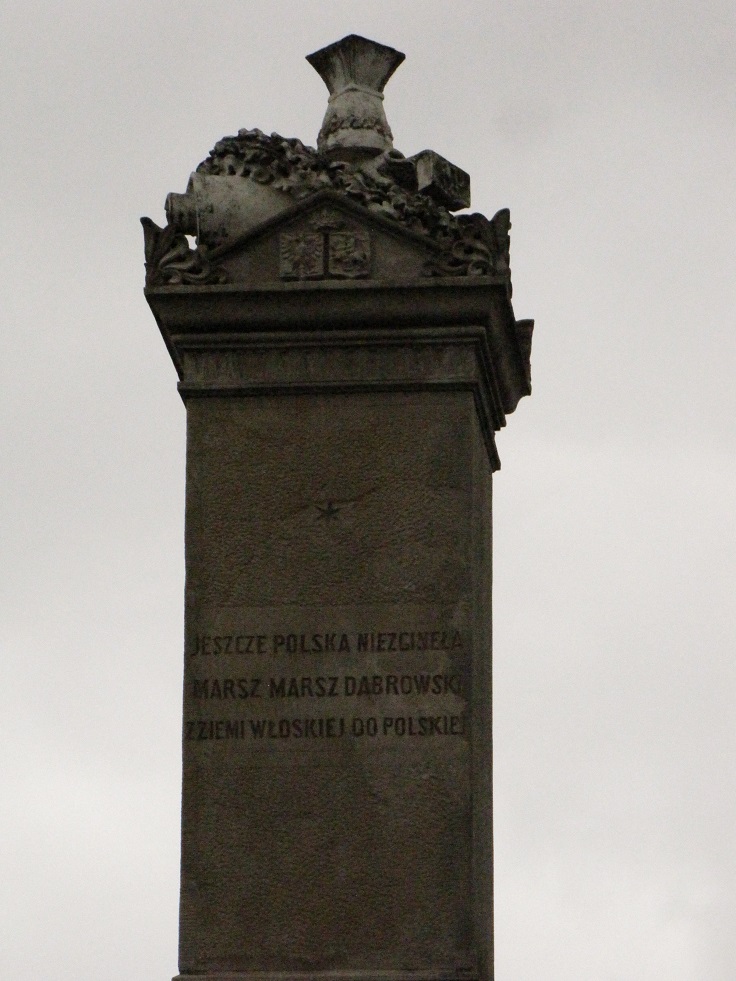 JESZCZE POLSKA NIEZGINEŁA
MARSZ MARSZ DABROWSKI
ZZIEMI WŁOSKIEJ DO POLSKIEJ